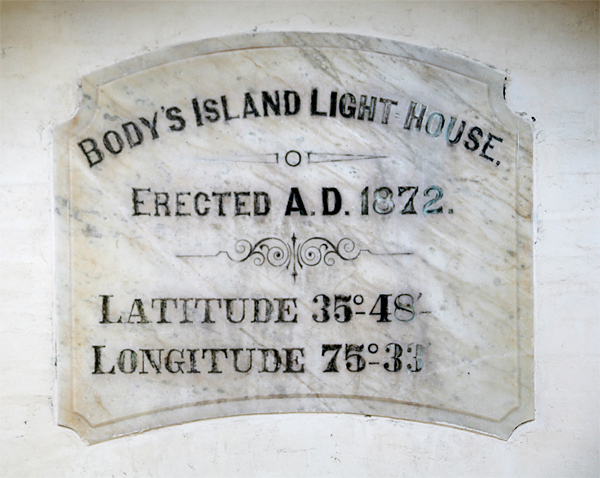 BODY'S ISLAND LIGHT HOUSE.
ERECTED A.D. 1872.
LATITUDE 35°-48'
LONGITUDE 75°-33'